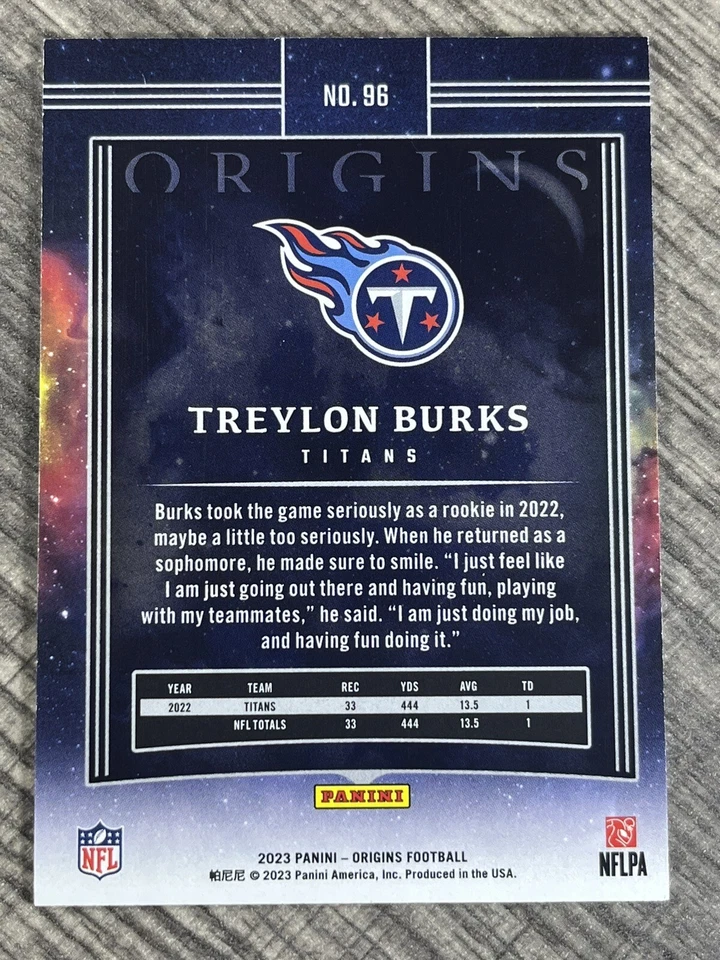 NO. 96
ORIGINS
T
TREYLON BURKS
TITANS
Burks took the game seriously as a rookie in 2022,
maybe a little too seriously. When he returned as a
sophomore, he made sure to smile. “I just feel like
I am just going out there and having fun, playing
with my teammates,” he said. “I am just doing my job,
and having fun doing it.”
YEAR TEAM REC YDS AVG TD
2022 TITANS 33 444 13.5 1
NFL TOTALS 33 444 13.5 1
PANINI
NFL
NFLPA
2023 PANINI – ORIGINS FOOTBALL
帕尼尼 © 2023 Panini America, Inc. Produced in the USA.